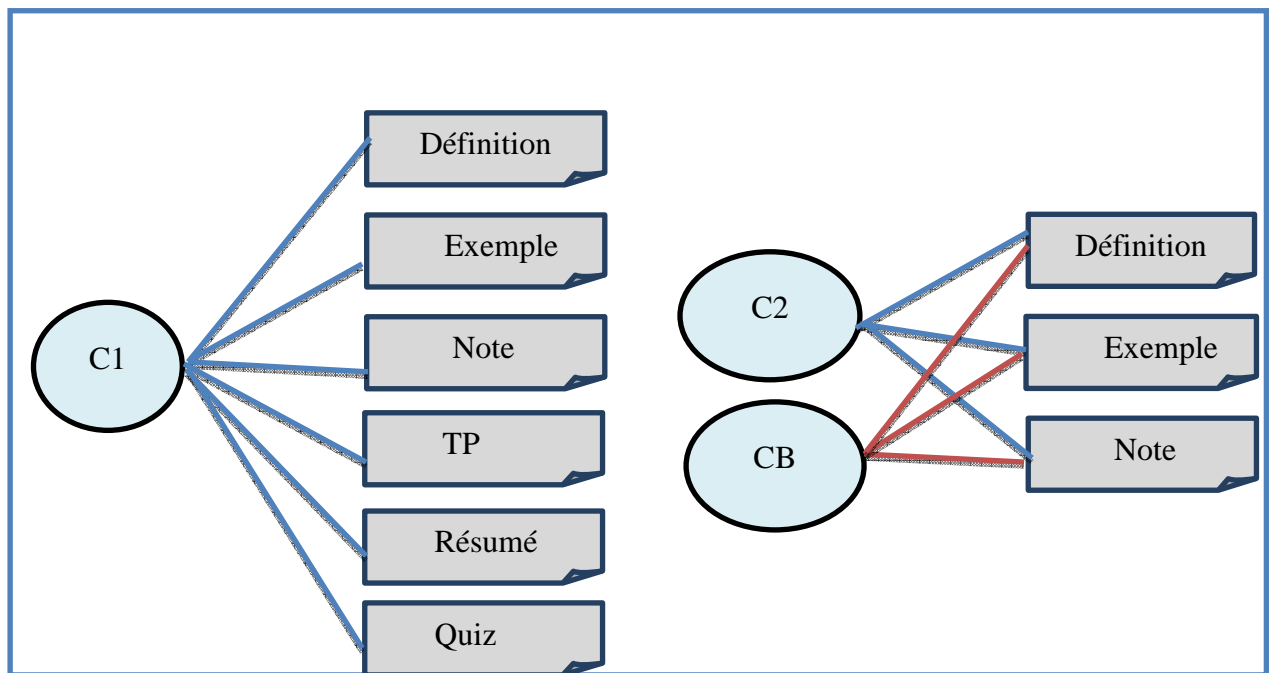 C1
Définition
Exemple
Note
TP
Résumé
Quiz
C2
CB
Définition
Exemple
Note